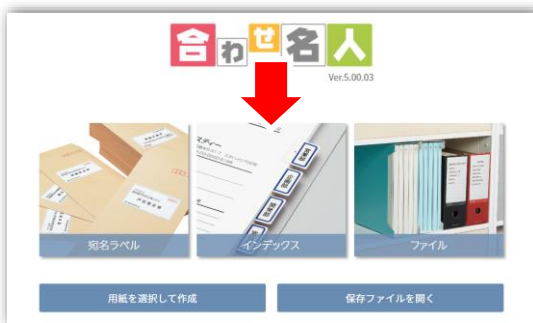 合わせ名人
Ver.5.00.03
宛名ラベル
インデックス
ファイル
用紙を選択して作成
保存ファイルを開く